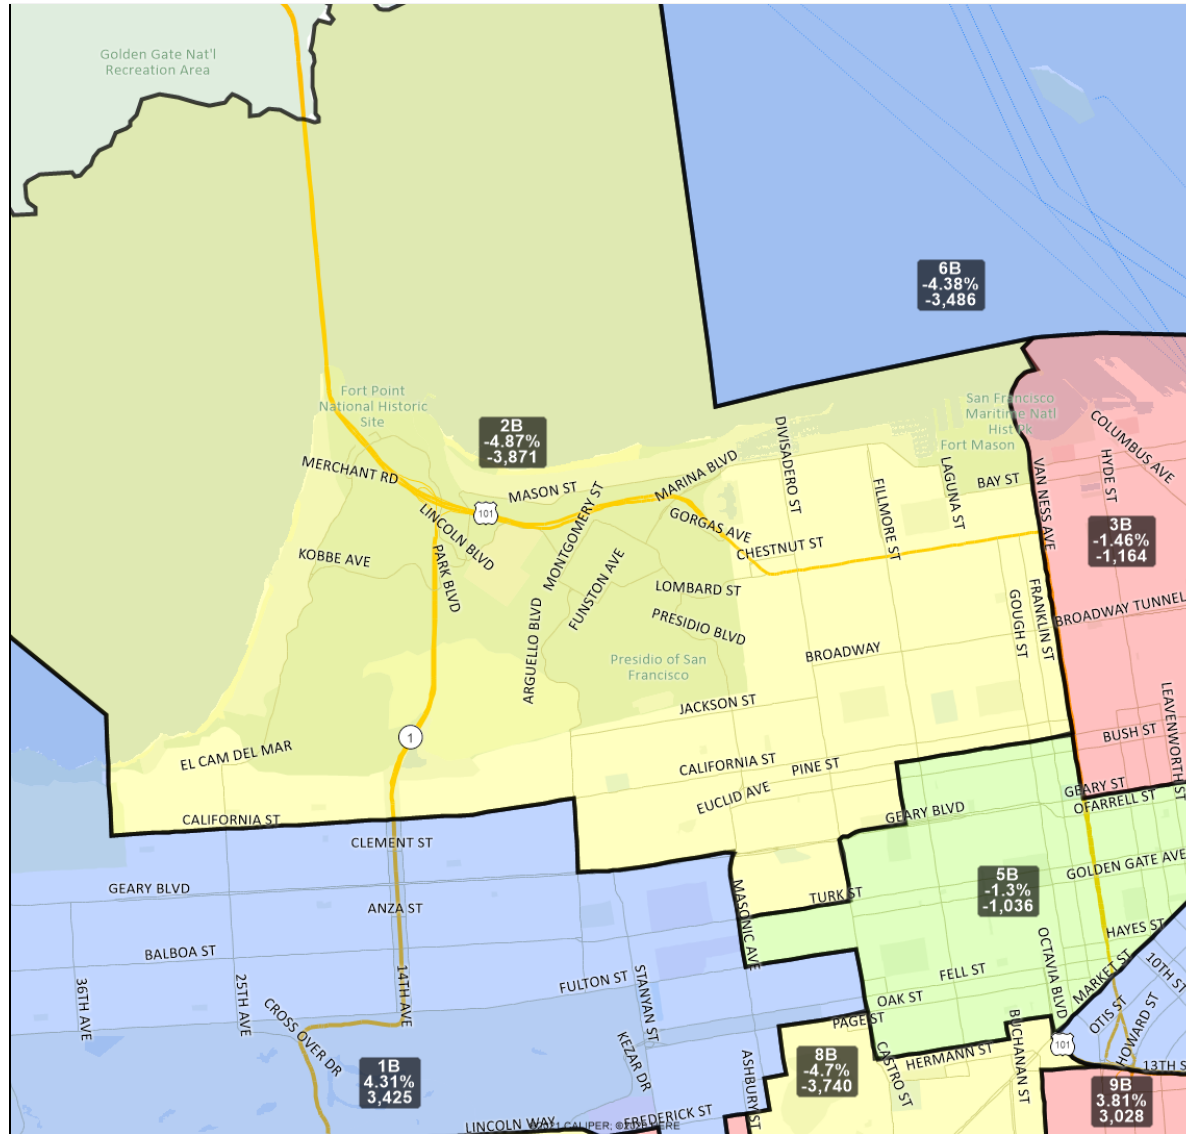 Golden Gate Nat'l
Recreation Area
6B
-4.38%
-3,486
Fort Point
National Historic
Site
2B
-4.87%
-3,871
San Francisco
Maritime Natl
Hist Pk
Fort Mason
COLUMBUS AVE
DIVISADERO ST
MARINA BLVD
MERCHANT RD
MASON ST
LAGUNA ST
BAY ST
VAN NESS AVE
HYDE ST
FILLMORE ST
101
LINCOLN BLVD
MONTGOMERY ST
GORGAS AVE
CHESTNUT ST
3B
-1.46%
-1,164
KOBBE AVE
PARK BLVD
FUNSTON AVE
LOMBARD ST
ARGUELLO BLVD
PRESIDIO BLVD
GOUGH ST
FRANKLIN ST
BROADWAY TUNNEL
BROADWAY
Presidio of San
Francisco
JACKSON ST
LEAVENWORTH ST
1
BUSH ST
EL CAM DEL MAR
CALIFORNIA ST
PINE ST
EUCLID AVE
GEARY ST
OFARRELL ST
CALIFORNIA ST
GEARY BLVD
CLEMENT ST
GOLDEN GATE AVE
5B
-1.3%
-1,036
GEARY BLVD
TURK ST
MASONIC AVE
ANZA ST
BALBOA ST
HAYES ST
OCTAVIA BLVD
MARKET ST
10TH ST
FELL ST
FULTON ST
STANYAN ST
36TH AVE
25TH AVE
14TH AVE
OAK ST
CROSS OVER DR
PAGE ST
OTIS ST
HOWARD ST
BUCHANAN ST
101
HERMANN ST
CASTRO ST
KEZAR DR
ASHBURY ST
8B
-4.7%
-3,740
13TH S
1B
4.31%
3,425
9B
3.81%
3,028
LINCOLN WAY
FREDERICK ST